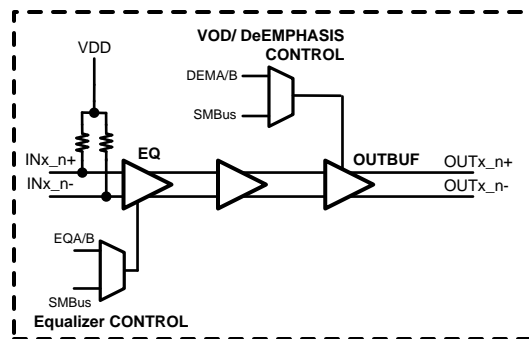 VOD/ DeEMPHASIS
CONTROL
VDD
DEMA/B
SMBus
INx_n+
EQ
OUTBUF
OUTx_n+
INx_n-
OUTx_n-
EQA/B
SMBus
Equalizer CONTROL